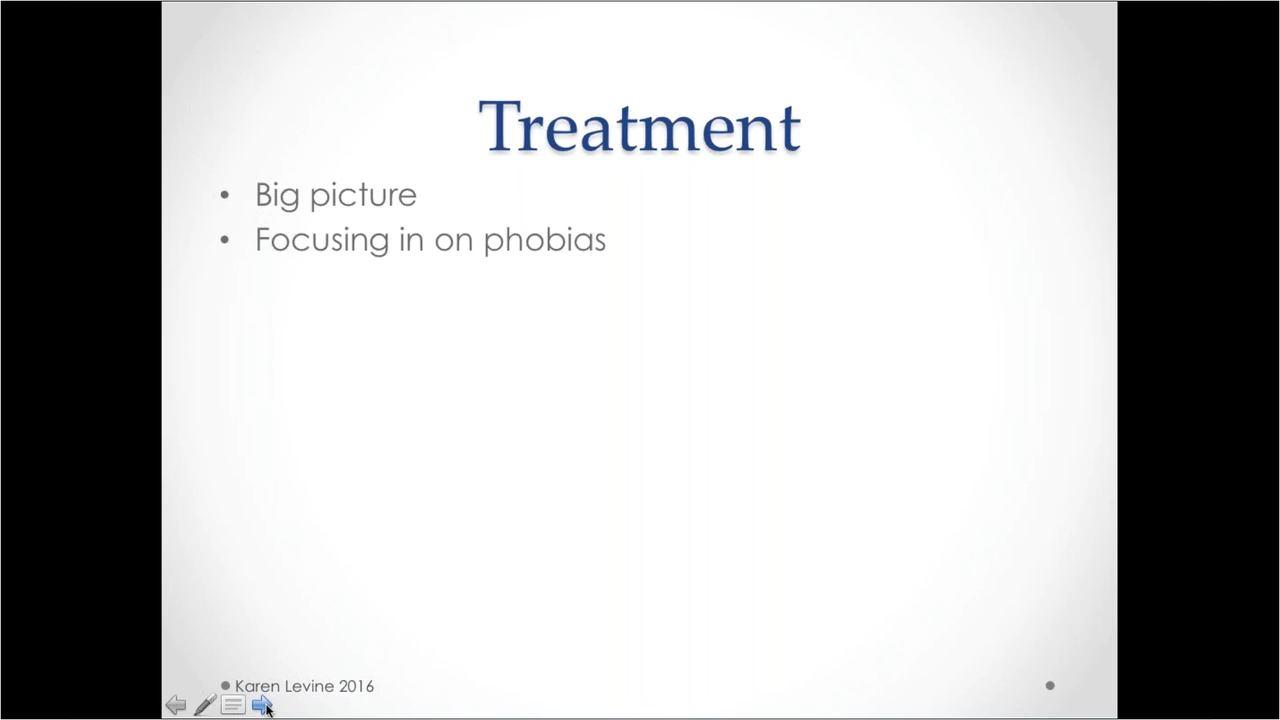 Treatment
• Big picture
• Focusing in on phobias
Karen Levine 2016